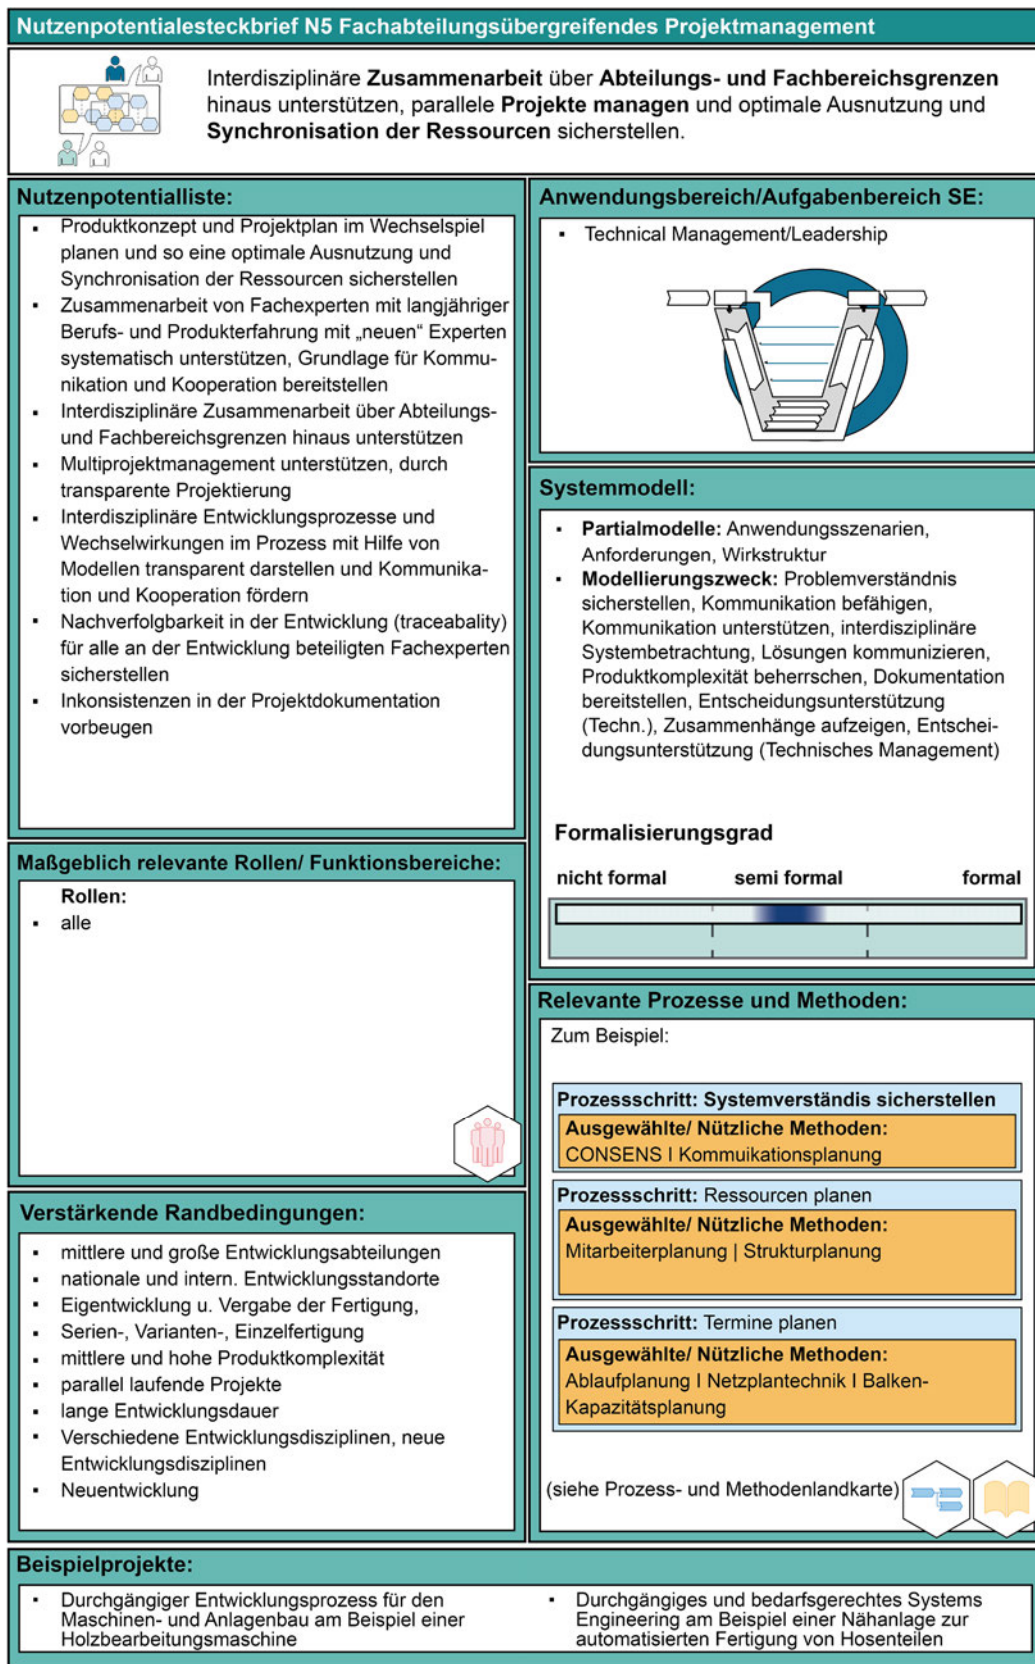 Nutzenpotentialesteckbrief N5 Fachabteilungsübergreifendes Projektmanagement
Interdisziplinäre Zusammenarbeit über Abteilungs- und Fachbereichsgrenzen
hinaus unterstützen, parallele Projekte managen und optimale Ausnutzung und
Synchronisation der Ressourcen sicherstellen.
Nutzenpotentialliste:
▪ Produktkonzept und Projektplan im Wechselspiel
planen und so eine optimale Ausnutzung und
Synchronisation der Ressourcen sicherstellen
▪ Zusammenarbeit von Fachexperten mit langjähriger
Berufs- und Produkterfahrung mit „neuen“ Experten
systematisch unterstützen, Grundlage für Kommu-
nikation und Kooperation bereitstellen
▪ Interdisziplinäre Zusammenarbeit über Abteilungs-
und Fachbereichsgrenzen hinaus unterstützen
▪ Multiprojektmanagement unterstützen, durch
transparente Projektierung
▪ Interdisziplinäre Entwicklungsprozesse und
Wechselwirkungen im Prozess mit Hilfe von
Modellen transparent darstellen und Kommunika-
tion und Kooperation fördern
▪ Nachverfolgbarkeit in der Entwicklung (traceabality)
für alle an der Entwicklung beteiligten Fachexperten
sicherstellen
▪ Inkonsistenzen in der Projektdokumentation
vorbeugen
Maßgeblich relevante Rollen/ Funktionsbereiche:
Rollen:
▪ alle
Verstärkende Randbedingungen:
▪ mittlere und große Entwicklungsabteilungen
▪ nationale und intern. Entwicklungsstandorte
▪ Eigentwicklung u. Vergabe der Fertigung,
▪ Serien-, Varianten-, Einzelfertigung
▪ mittlere und hohe Produktkomplexität
▪ parallel laufende Projekte
▪ lange Entwicklungsdauer
▪ Verschiedene Entwicklungsdisziplinen, neue
Entwicklungsdisziplinen
▪ Neuentwicklung
Anwendungsbereich/Aufgabenbereich SE:
▪ Technical Management/Leadership
Systemmodell:
▪ Partialmodelle: Anwendungsszenarien,
Anforderungen, Wirkstruktur
▪ Modellierungszweck: Problemverständnis
sicherstellen, Kommunikation befähigen,
Kommunikation unterstützen, interdisziplinäre
Systembetrachtung, Lösungen kommunizieren,
Produktkomplexität beherrschen, Dokumentation
bereitstellen, Entscheidungsunterstützung
(Techn.), Zusammenhänge aufzeigen, Entschei-
dungsunterstützung (Technisches Management)
Formalisierungsgrad
nicht formal semi formal formal
Relevante Prozesse und Methoden:
Zum Beispiel:
Prozessschritt: Systemverständis sicherstellen
Ausgewählte/ Nützliche Methoden:
CONSENS I Kommuikationsplanung
Prozessschritt: Ressourcen planen
Ausgewählte/ Nützliche Methoden:
Mitarbeiterplanung | Strukturplanung
Prozessschritt: Termine planen
Ausgewählte/ Nützliche Methoden:
Ablaufplanung I Netzplantechnik I Balken-
Kapazitätsplanung
(siehe Prozess- und Methodenlandkarte)
Beispielprojekte:
▪ Durchgängiger Entwicklungsprozess für den
Maschinen- und Anlagenbau am Beispiel einer
Holzbearbeitungsmaschine
▪ Durchgängiges und bedarfsgerechtes Systems
Engineering am Beispiel einer Nähanlage zur
automatisierten Fertigung von Hosenteilen